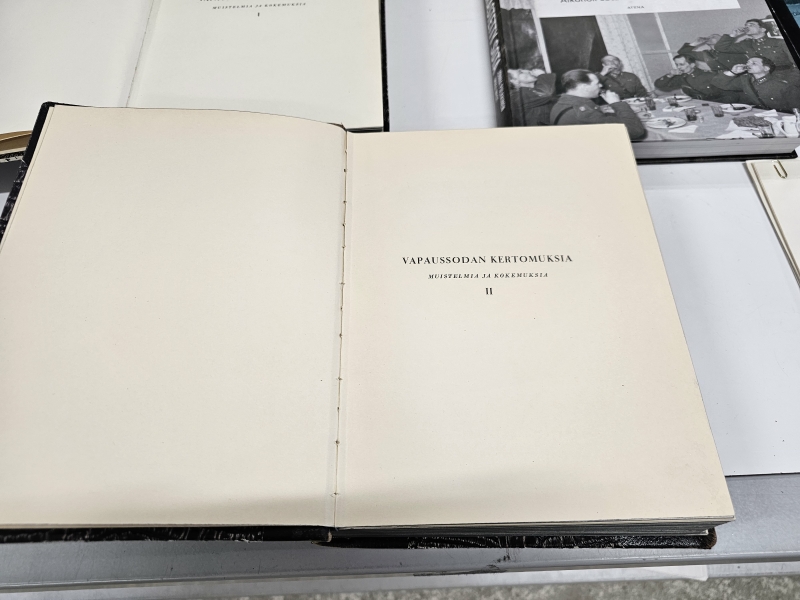 MUISTELMIA JA KOKEMUKSIA
I
VAPAUSSODAN KERTOMUKSIA
MUISTELMIA JA KOKEMUKSIA
II